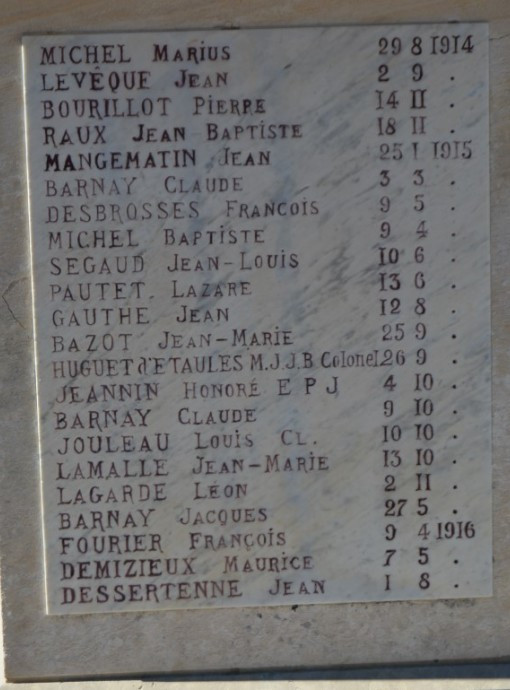 MICHEL MARIUS 29 8 1914
LEVÊQUE JEAN 2 9 .
BOURILLOT PIERRE 14 11 .
RAUX JEAN BAPTISTE 18 11 .
MANGEMATIN JEAN 25 1 1915
BARNAY CLAUDE 3 3 .
DESBROSSES FRANCOIS 9 5 .
MICHEL BAPTISTE 9 4 .
SEGAUD JEAN-LOUIS 10 6 .
PAUTET LAZARE 13 6 .
GAUTHE JEAN 12 8 .
BAZOT JEAN-MARIE 25 9 .
HUGUET d'ETAULES M.J.J.B Colonel 26 9 .
JEANNIN HONORÉ E P J 4 10 .
BARNAY CLAUDE 9 10 .
JOULEAU LOUIS CL. 10 10 .
LAMALLE JEAN-MARIE 13 10 .
LAGARDE LÉON 2 11 .
BARNAY JACQUES 27 5 .
FOURIER FRANÇOIS 9 4 1916
DEMIZIEUX MAURICE 7 5 .
DESSERTENNE JEAN 1 8 .